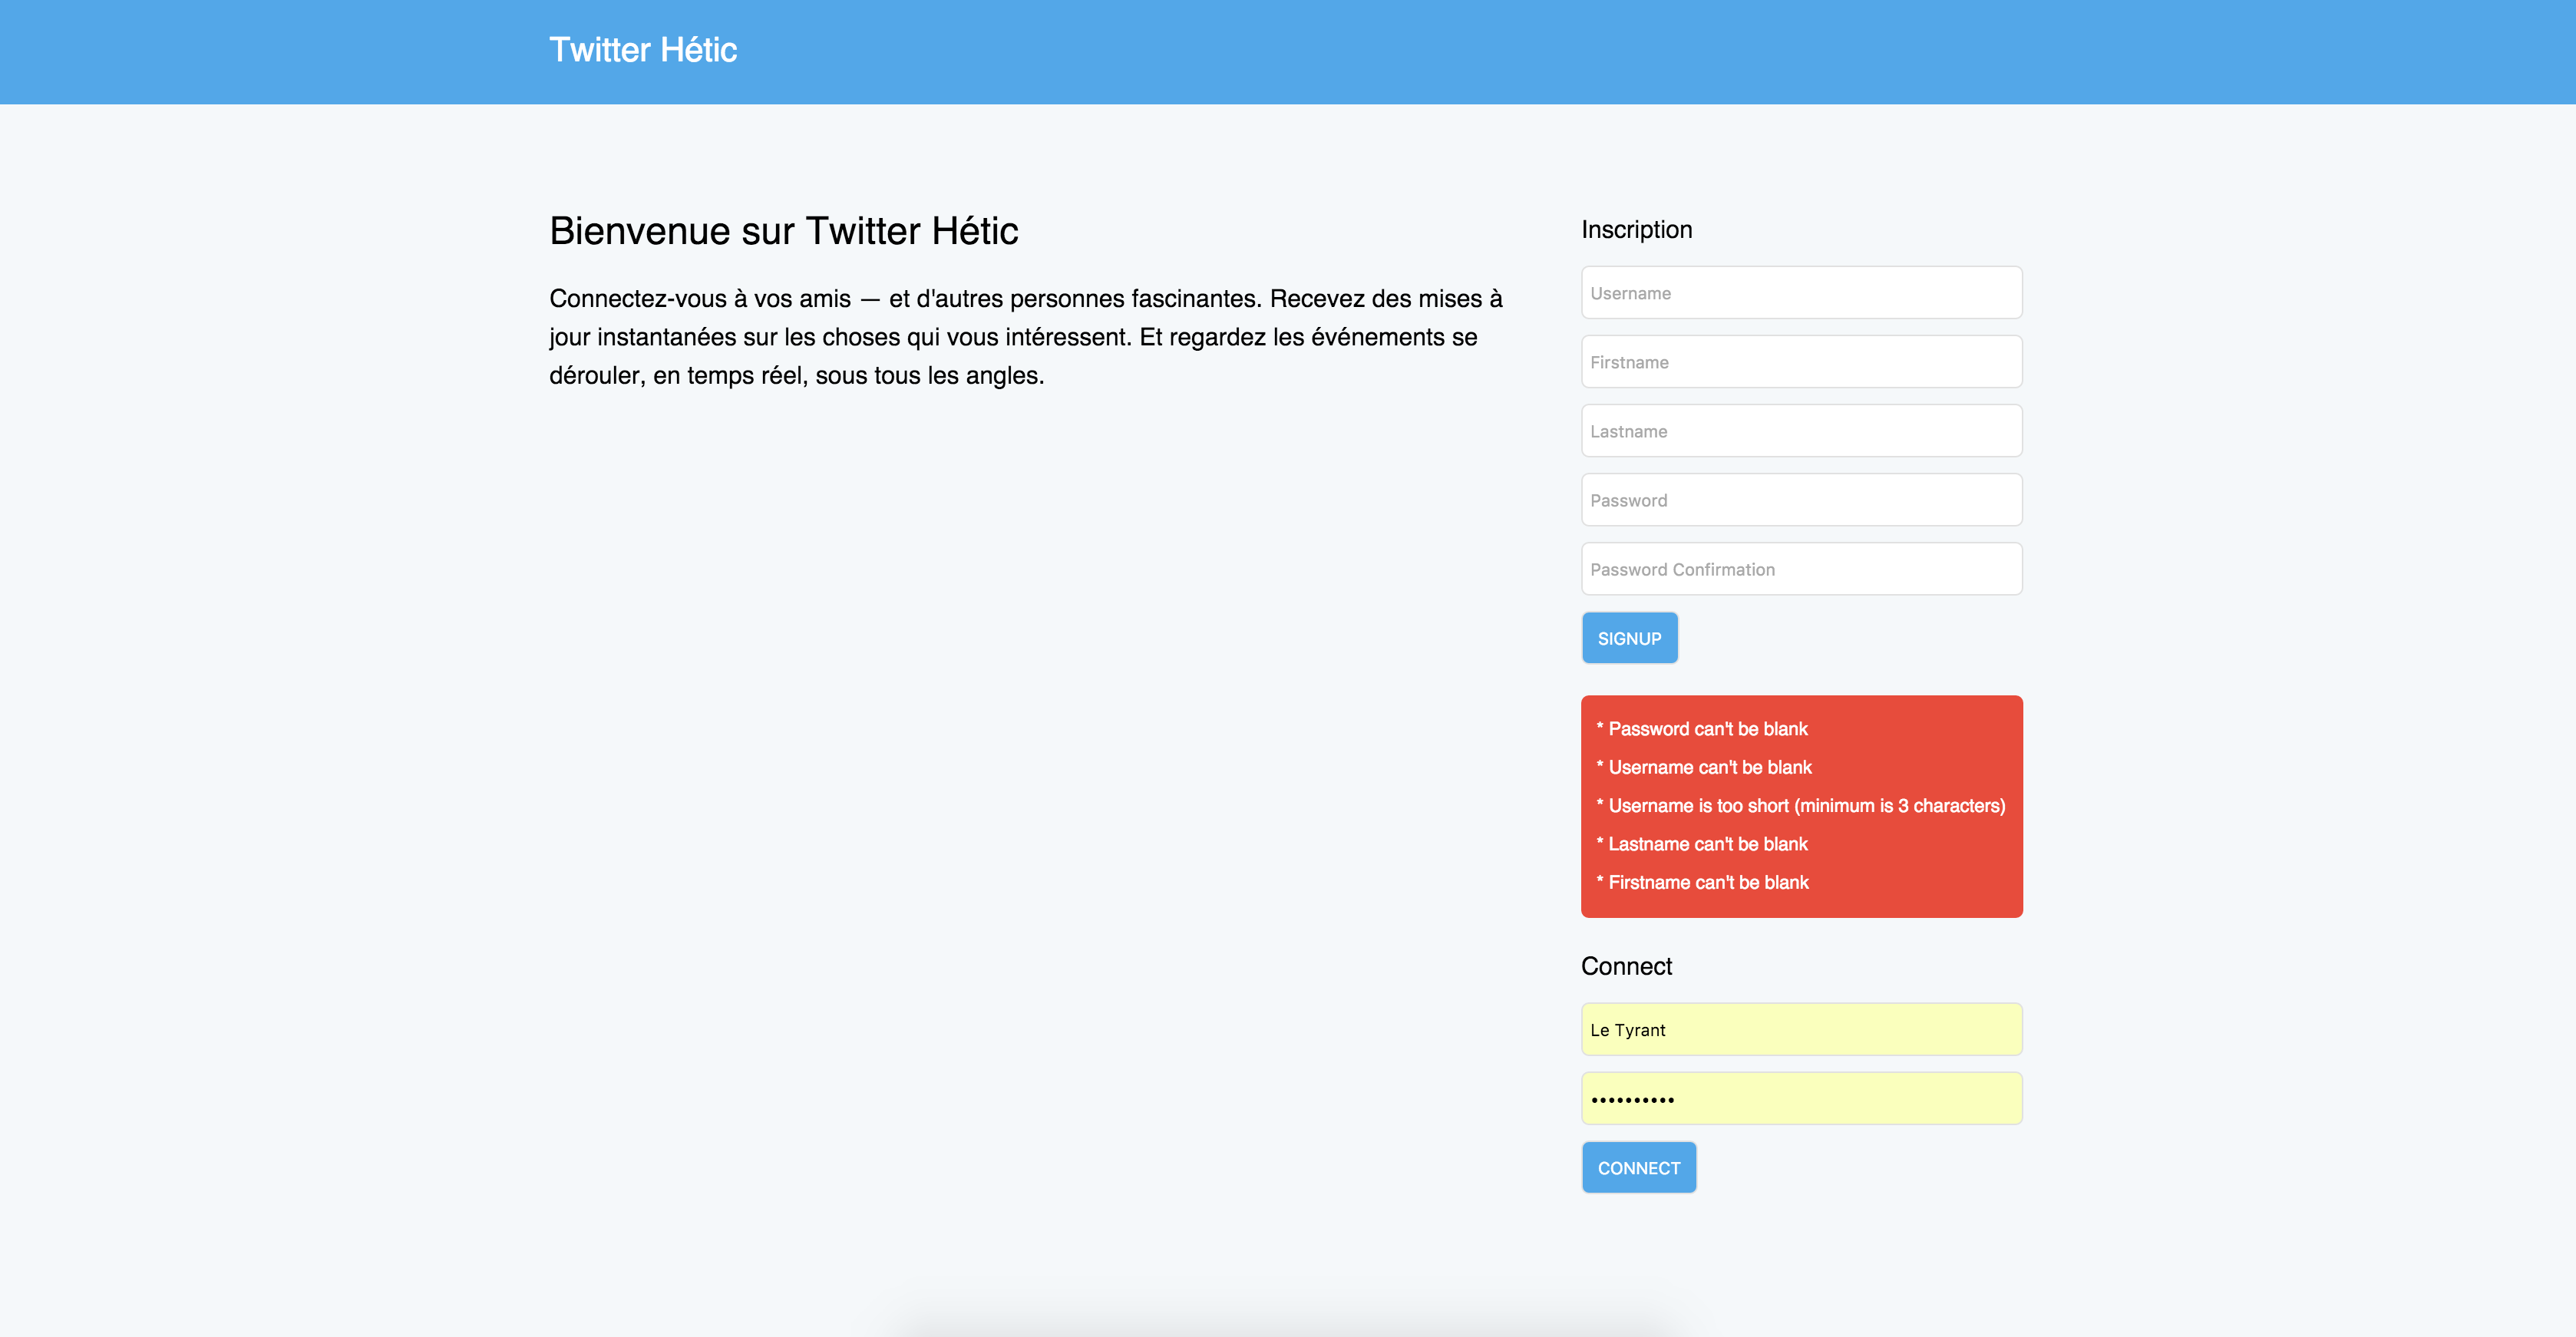 Twitter Hétic
Bienvenue sur Twitter Hétic
Connectez-vous à vos amis — et d'autres personnes fascinantes. Recevez des mises à
jour instantanées sur les choses qui vous intéressent. Et regardez les événements se
dérouler, en temps réel, sous tous les angles.
Inscription
Username
Firstname
Lastname
Password
Password Confirmation
SIGNUP
* Password can't be blank
* Username can't be blank
* Username is too short (minimum is 3 characters)
* Lastname can't be blank
* Firstname can't be blank
Connect
Le Tyrant
••••••••••
CONNECT